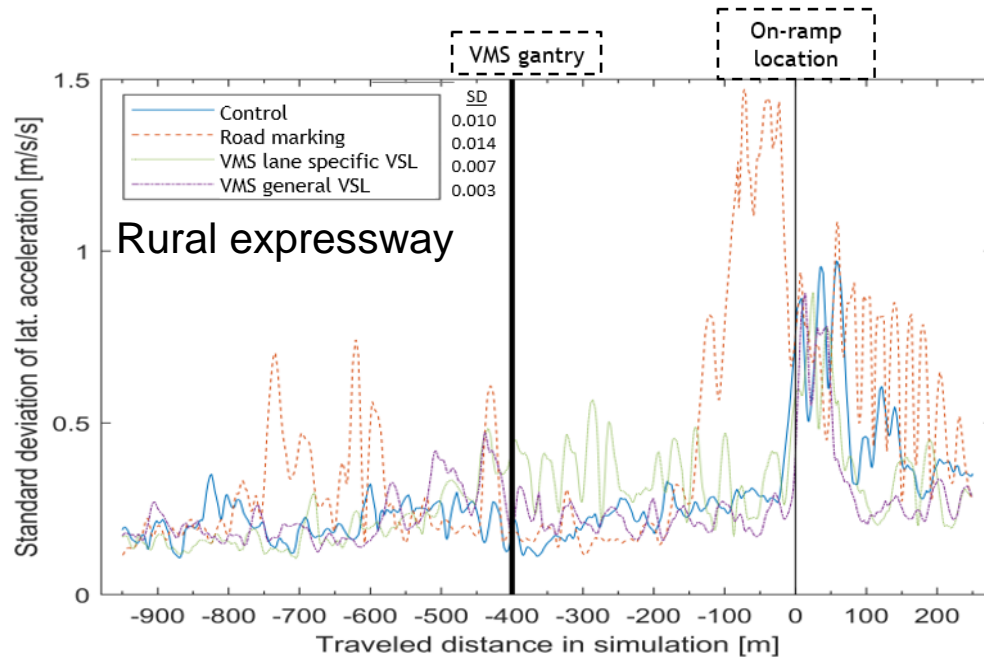 VMS gantry
On-ramp
location
Standard deviation of lat. acceleration [m/s/s]
1.5
1
0.5
0
Control
Road marking
VMS lane specific VSL
VMS general VSL
SD
0.010
0.014
0.007
0.003
Rural expressway
-900 -800 -700 -600 -500 -400 -300 -200 -100 0 100 200
Traveled distance in simulation [m]